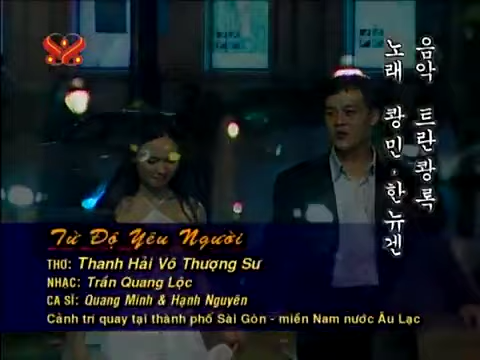 음악 트란쾅록
노래 쾅민·한뉴겐
Từ Độ Yêu Người
THƠ: Thanh Hải Vô Thượng Sư
NHẠC: Trần Quang Lộc
CA SĨ: Quang Minh & Hạnh Nguyên
Cảnh trí quay tại thành phố Sài Gòn - miền Nam nước Âu Lạc